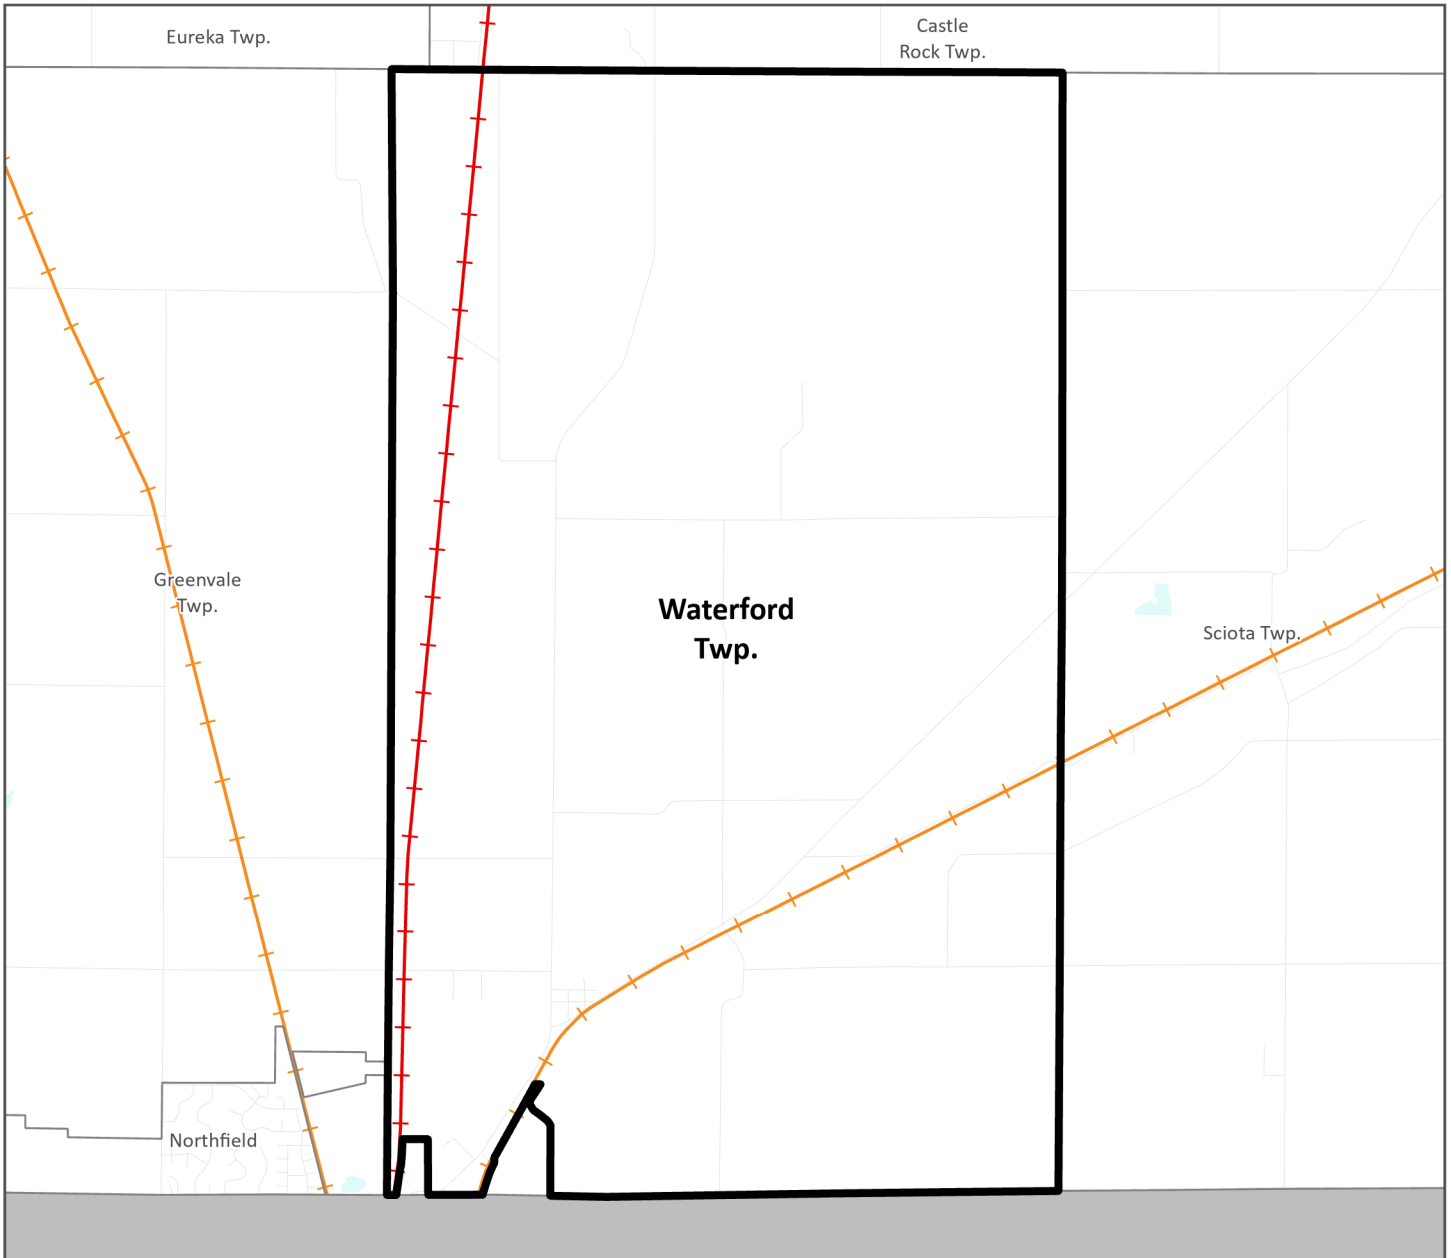 Eureka Twp.
Castle
Rock Twp.
Greenvale
Twp.
Waterford
Twp.
Sciota Twp.
Northfield